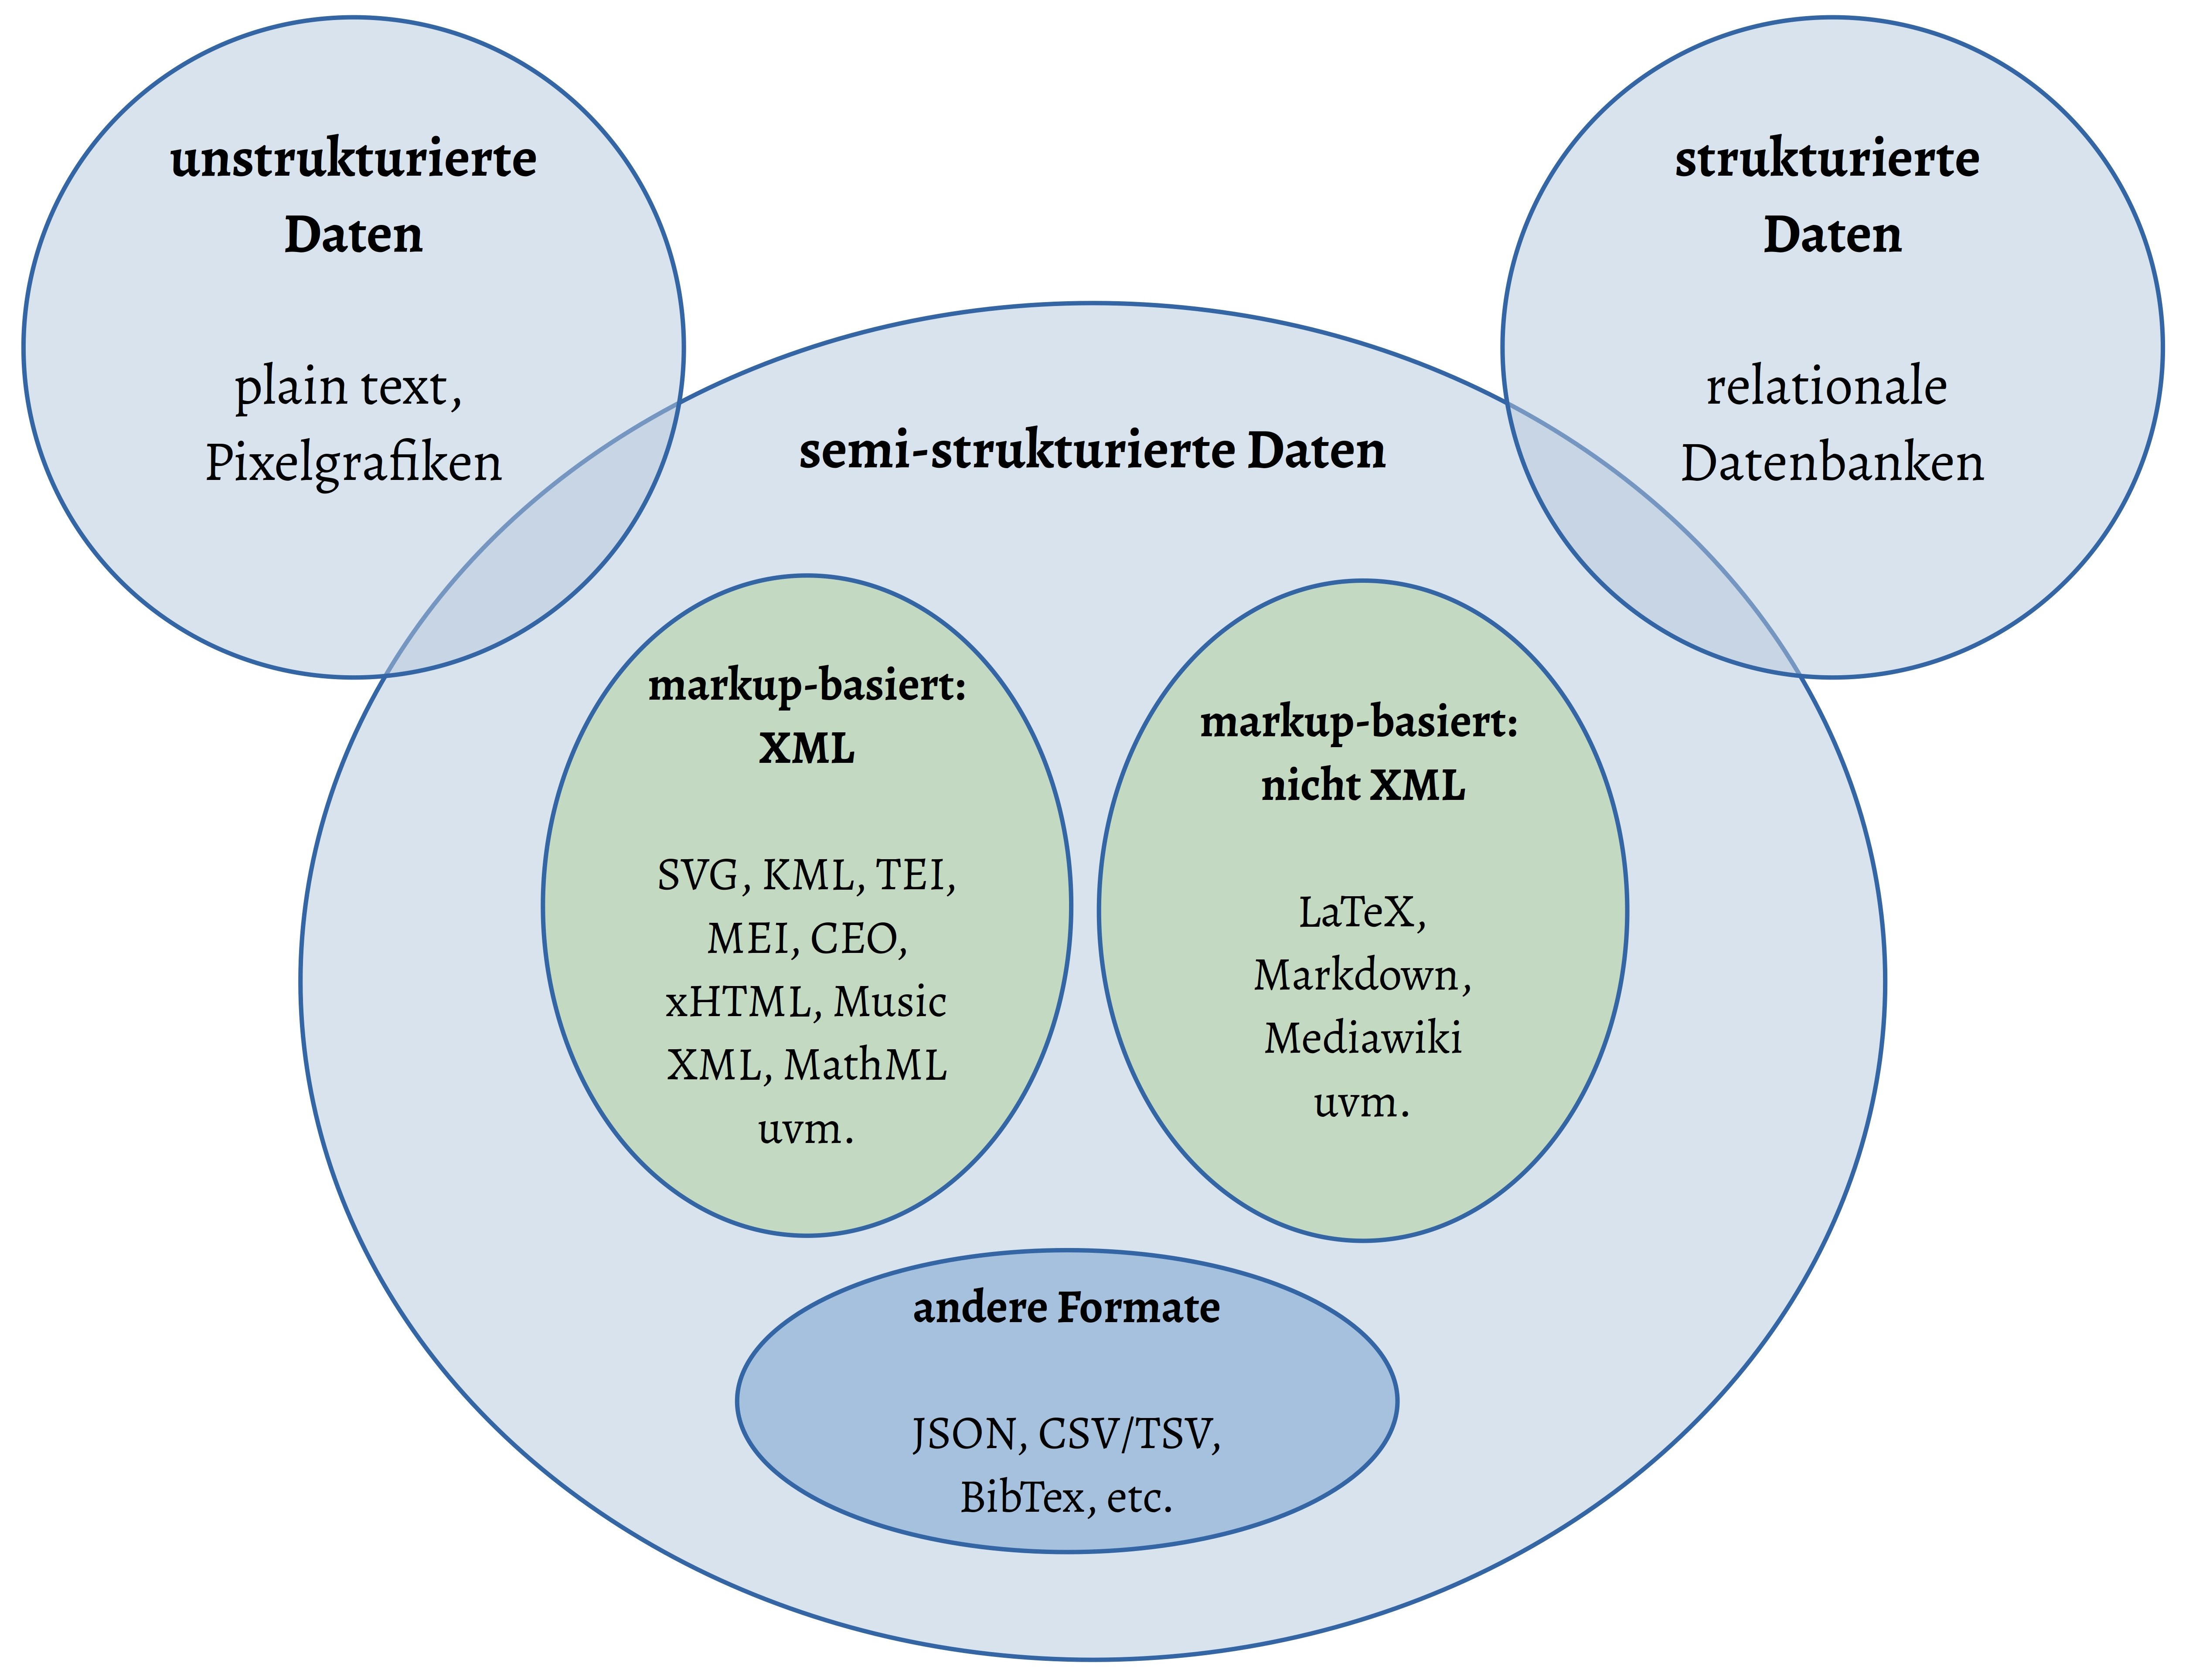 unstrukturierte
Daten
plain text,
Pixelgrafiken
strukturierte
Daten
relationale
Datenbanken
semi-strukturierte Daten
markup-basiert:
XML
SVG, KML, TEI,
MEI, CEO,
xHTML, Music
XML, MathML
uvm.
markup-basiert:
nicht XML
LaTeX,
Markdown,
Mediawiki
uvm.
andere Formate
JSON, CSV/TSV,
BibTex, etc.